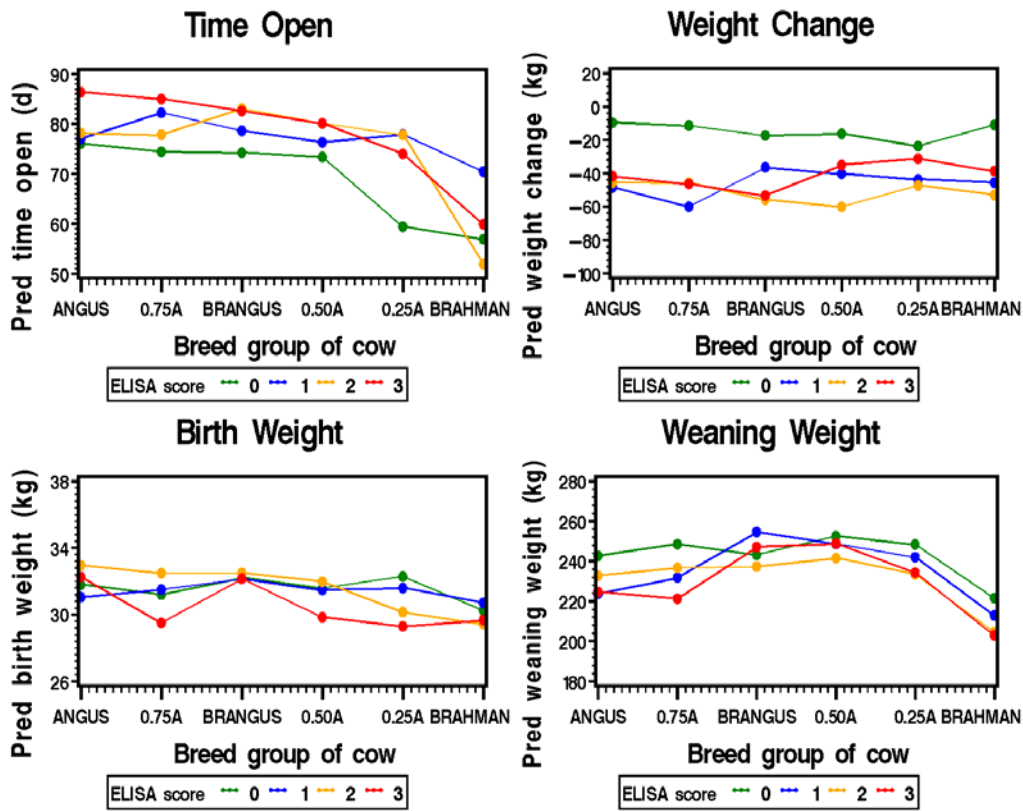 Time Open
Pred time open (d)
90
80
70
60
50
ANGUS 0.75A BRANGUS 0.50A 0.25A BRAHMAN
Breed group of cow
ELISA score 0 1 2 3
Weight Change
Pred weight change (kg)
20
0
−20
−40
−60
−80
−100
ANGUS 0.75A BRANGUS 0.50A 0.25A BRAHMAN
Breed group of cow
ELISA score 0 1 2 3
Birth Weight
Pred birth weight (kg)
38
34
30
26
ANGUS 0.75A BRANGUS 0.50A 0.25A BRAHMAN
Breed group of cow
ELISA score 0 1 2 3
Weaning Weight
Pred weaning weight (kg)
280
260
240
220
200
180
ANGUS 0.75A BRANGUS 0.50A 0.25A BRAHMAN
Breed group of cow
ELISA score 0 1 2 3